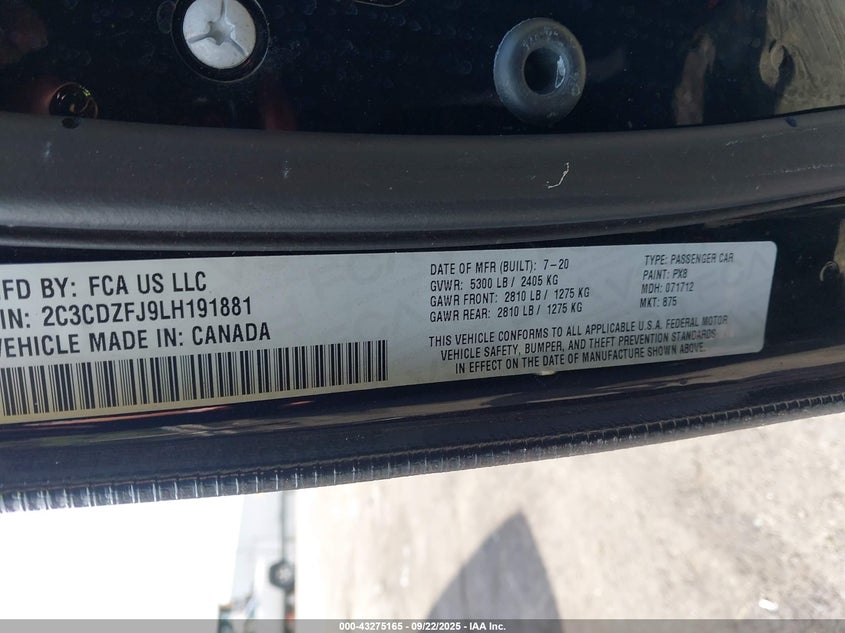 MFD BY: FCA US LLC
VIN: 2C3CDZFJ9LH191881
VEHICLE MADE IN: CANADA
DATE OF MFR (BUILT): 7-20
GVWR: 5300 LB / 2405 KG
GAWR FRONT: 2810 LB / 1275 KG
GAWR REAR: 2810 LB / 1275 KG
TYPE: PASSENGER CAR
PAINT: PX8
MDH: 071712
MKT: 875
THIS VEHICLE CONFORMS TO ALL APPLICABLE U.S.A. FEDERAL MOTOR
VEHICLE SAFETY, BUMPER, AND THEFT PREVENTION STANDARDS
IN EFFECT ON THE DATE OF MANUFACTURE SHOWN ABOVE.
000-43275165 - 09/22/2025 - IAA Inc.